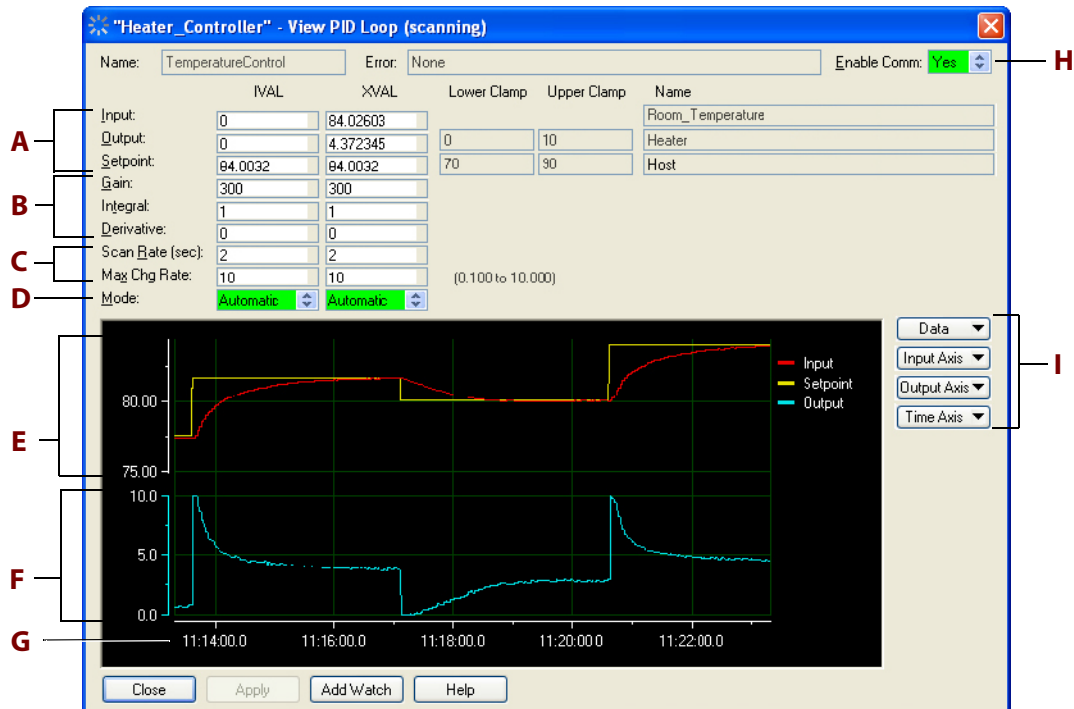 "Heater_Controller" - View PID Loop (scanning)
Name: TemperatureControl Error: None Enable Comm: Yes H
IVAL XVAL Lower Clamp Upper Clamp Name
A
Input: 0 84.02603 Room_Temperature
Output: 0 4.372345 0 10 Heater
Setpoint: 84.0032 84.0032 70 90 Host
B
Gain: 300 300
Integral: 1 1
Derivative: 0 0
C
Scan Rate (sec): 2 2
Max Chg Rate: 10 10 (0.100 to 10.000)
D Mode: Automatic Automatic
Data
Input Axis
Output Axis
Time Axis
I
Input
Setpoint
Output
E
80.00
75.00
F
10.0
5.0
0.0
G
11:14:00.0 11:16:00.0 11:18:00.0 11:20:00.0 11:22:00.0
Close Apply Add Watch Help